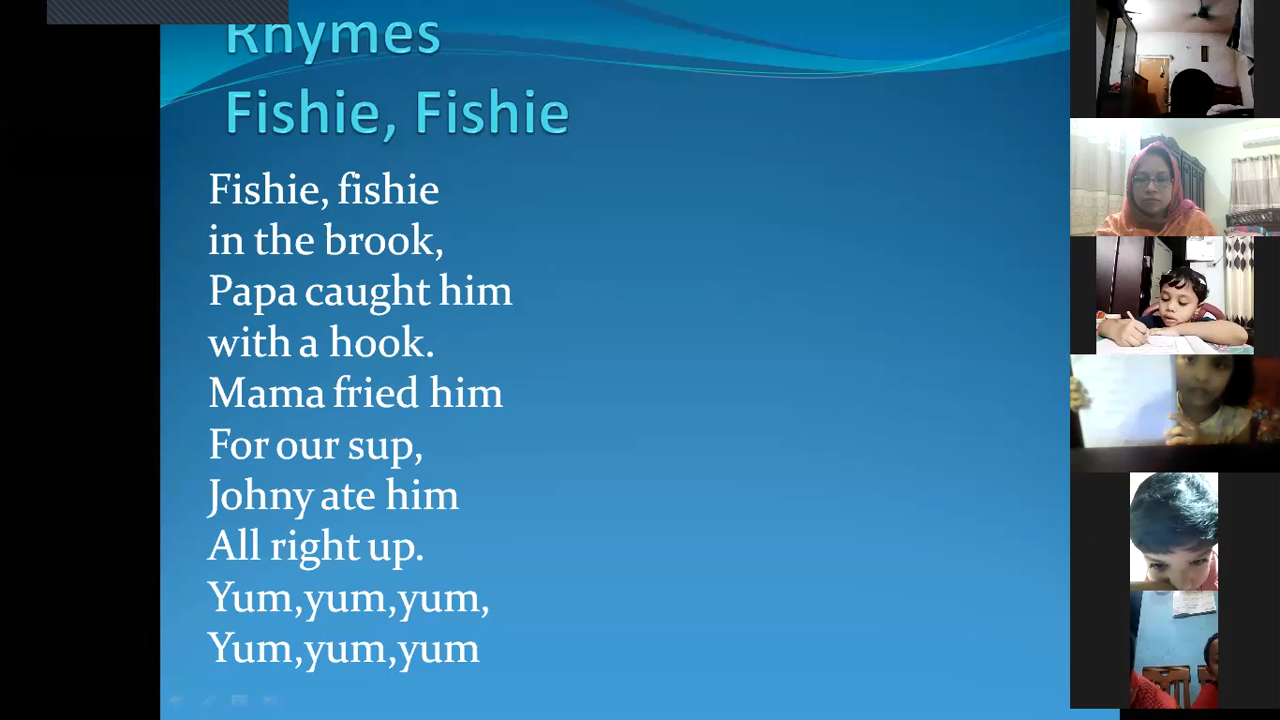 Rhymes
Fishie, Fishie
Fishie, fishie
in the brook,
Papa caught him
with a hook.
Mama fried him
For our sup,
Johny ate him
All right up.
Yum,yum,yum,
Yum,yum,yum